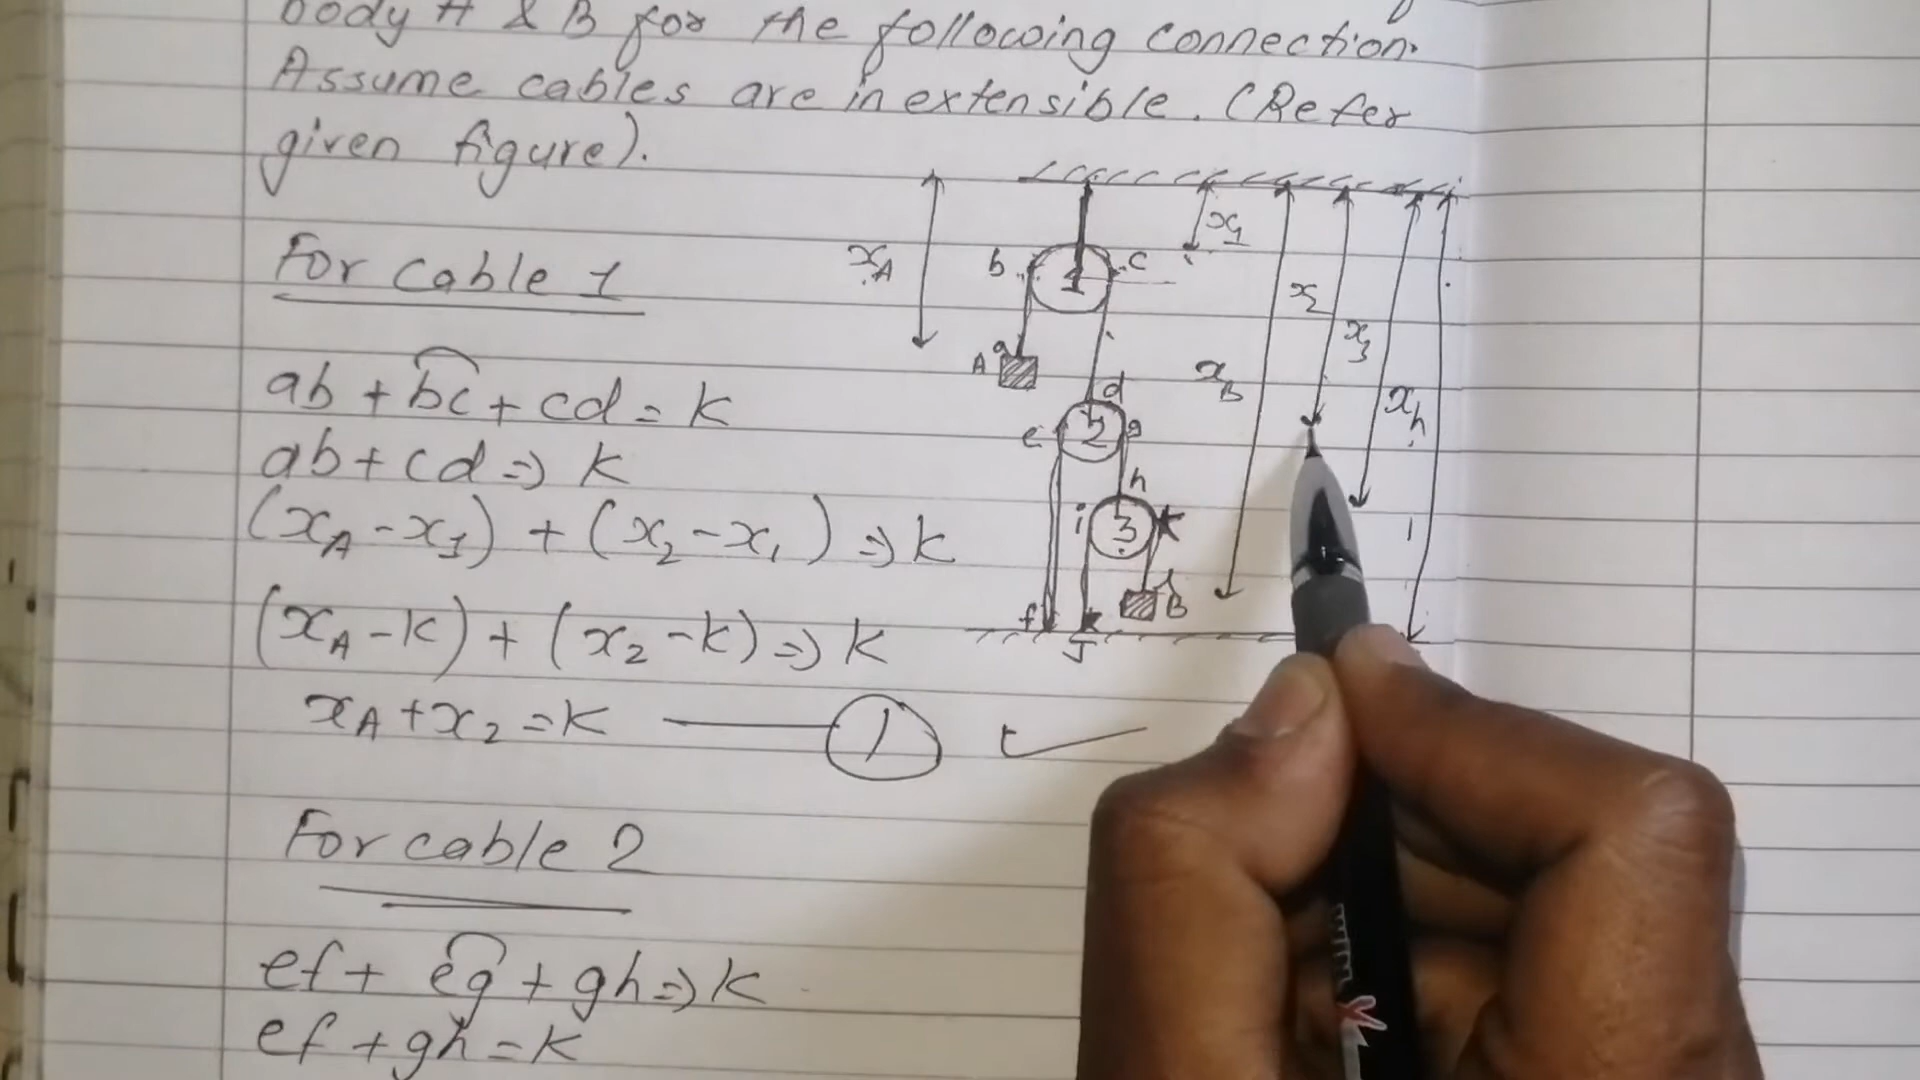 body A & B for the following connection.
Assume cables are inextensible. (Refer
given figure).
For cable 1
ab + bc + cd = k
ab + cd => k
(xA - x1) + (x2 - x1) => k
(xA - k) + (x2 - k) => k
xA + x2 = k ——— 1
For cable 2
ef + eg + gh => k
ef + gh = k
xA
x1
x2
x3
xB
xh
b
1
c
a
A
d
e
2
g
h
i
3
k
B
f
J